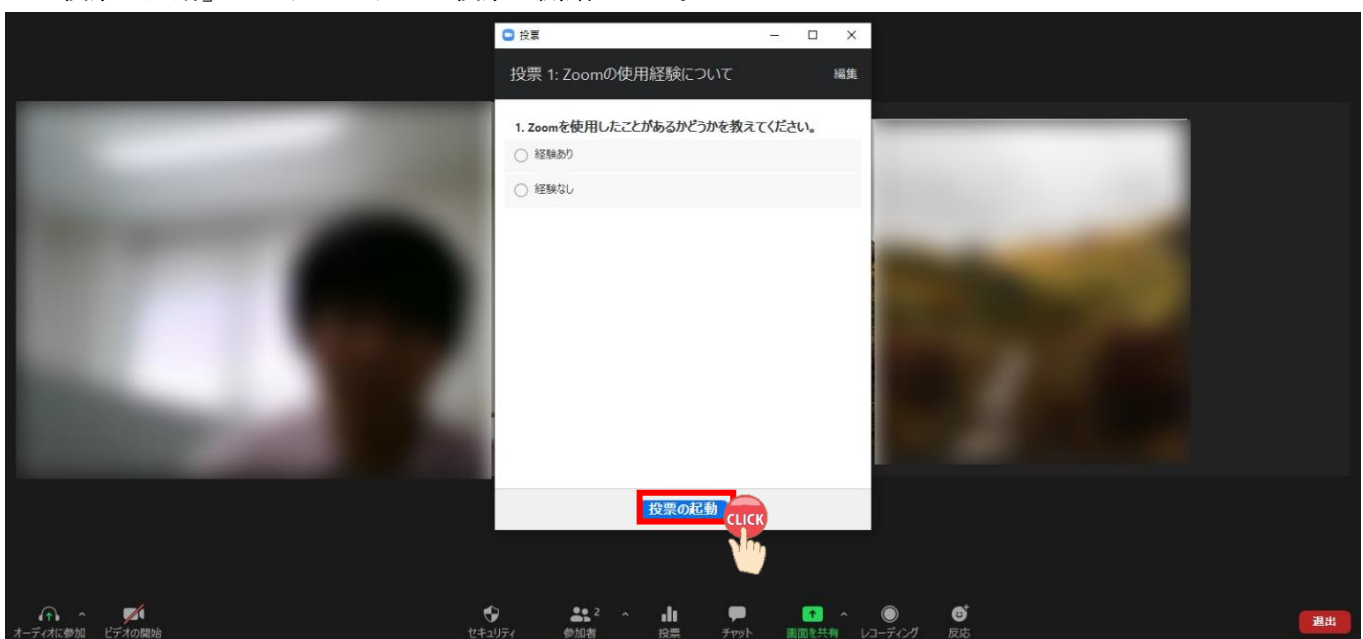 投票
投票 1: Zoomの使用経験について 編集
1. Zoomを使用したことがあるかどうかを教えてください。
経験あり
経験なし
投票の起動
CLICK
2
オーディオに参加 ビデオの開始 セキュリティ 参加者 投票 チャット 画面を共有 レコーディング 反応 退出